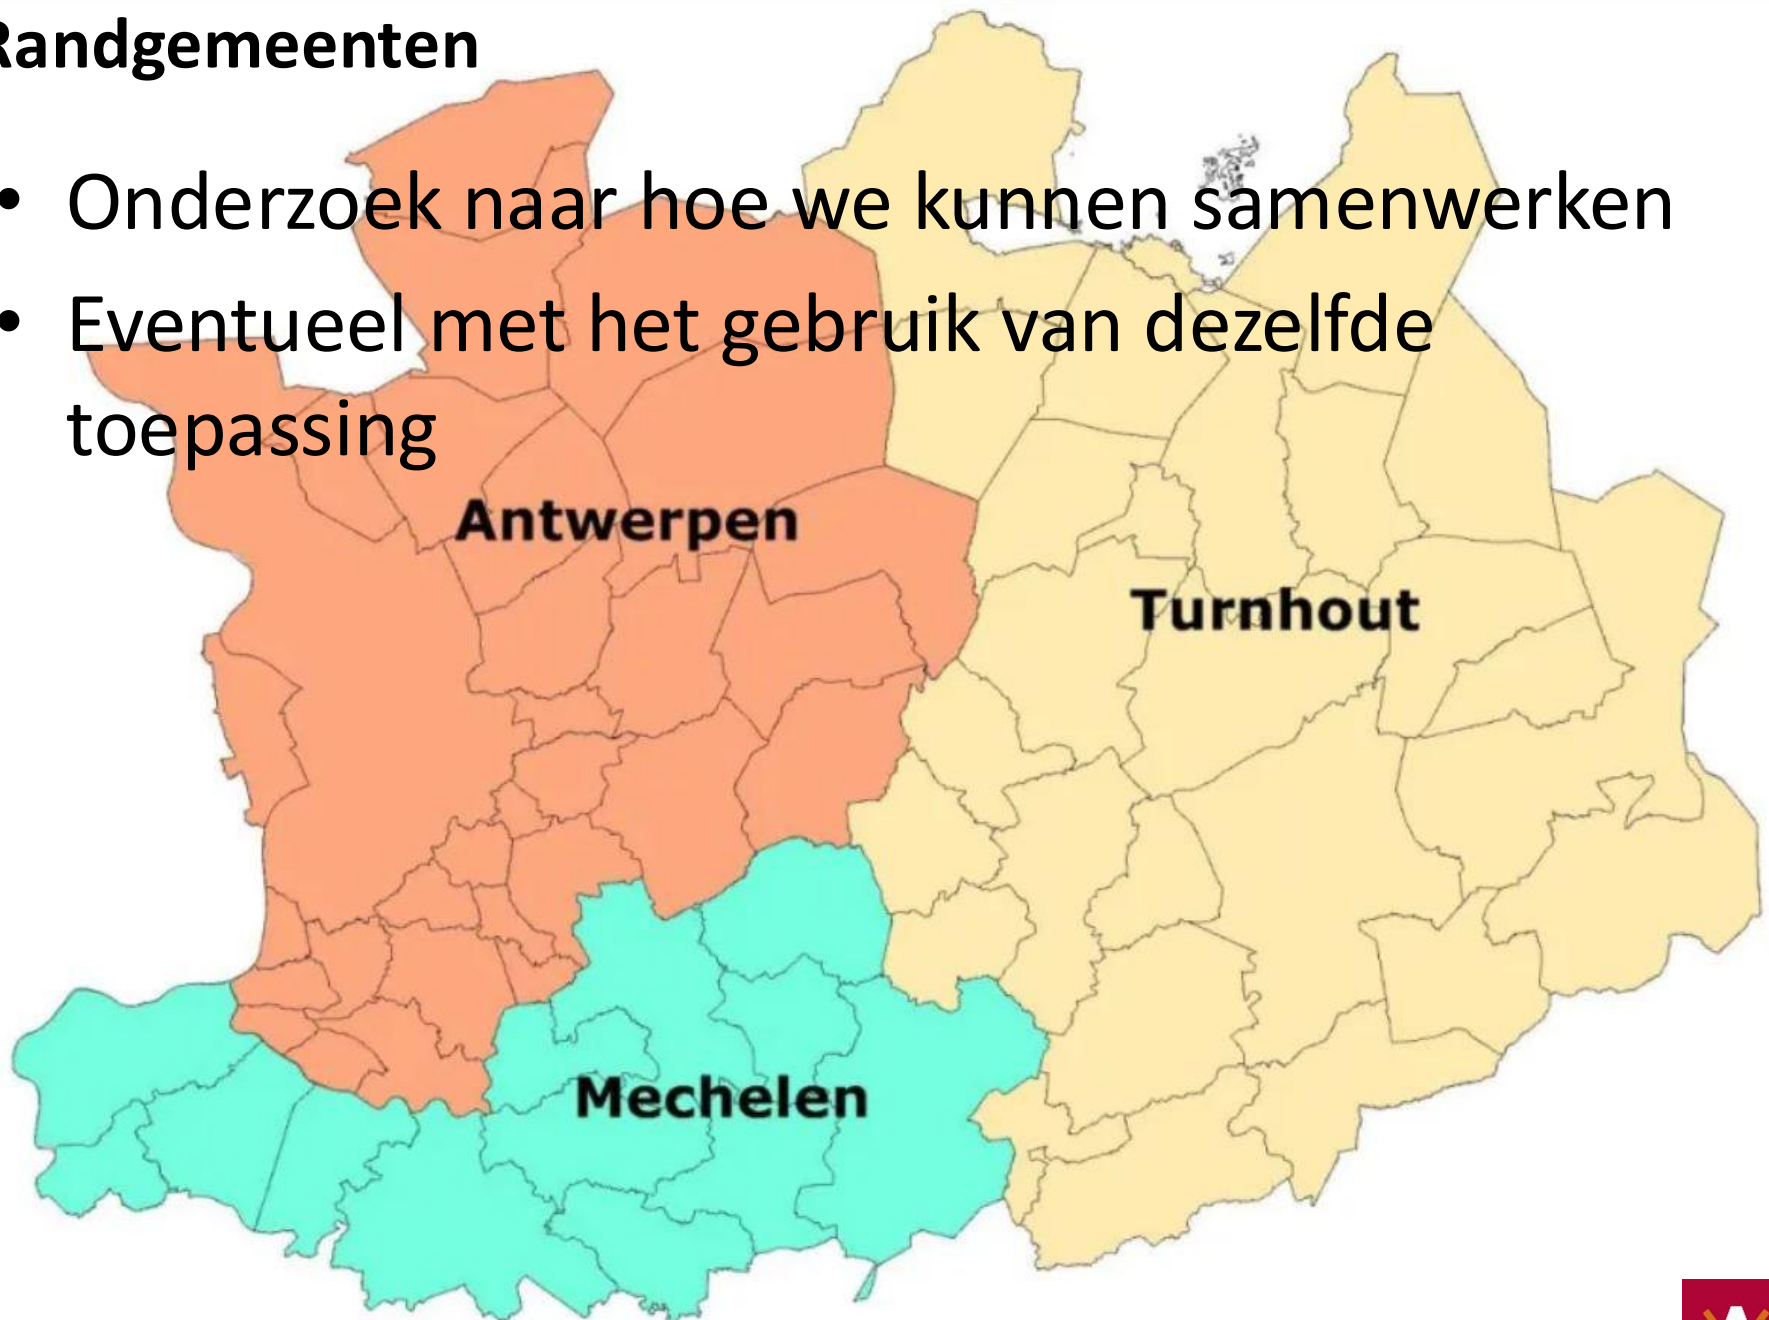 Randgemeenten
• Onderzoek naar hoe we kunnen samenwerken
• Eventueel met het gebruik van dezelfde
toepassing
Antwerpen
Turnhout
Mechelen